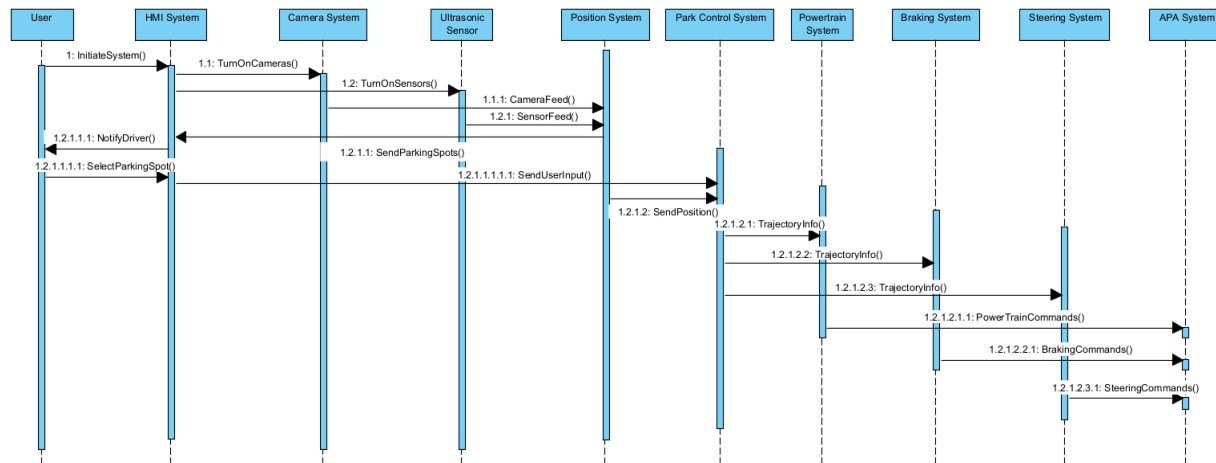 User
HMI System
Camera System
Ultrasonic
Sensor
Position System
Park Control System
Powertrain
System
Braking System
Steering System
APA System
1: InitiateSystem()
1.1: TurnOnCameras()
1.2: TurnOnSensors()
1.1.1: CameraFeed()
1.2.1: SensorFeed()
1.2.1.1.1: NotifyDriver()
1.2.1.1: SendParkingSpots()
1.2.1.1.1.1: SelectParkingSpot()
1.2.1.1.1.1.1: SendUserInput()
1.2.1.2: SendPosition()
1.2.1.2.1: TrajectoryInfo()
1.2.1.2.2: TrajectoryInfo()
1.2.1.2.3: TrajectoryInfo()
1.2.1.2.1.1: PowerTrainCommands()
1.2.1.2.2.1: BrakingCommands()
1.2.1.2.3.1: SteeringCommands()